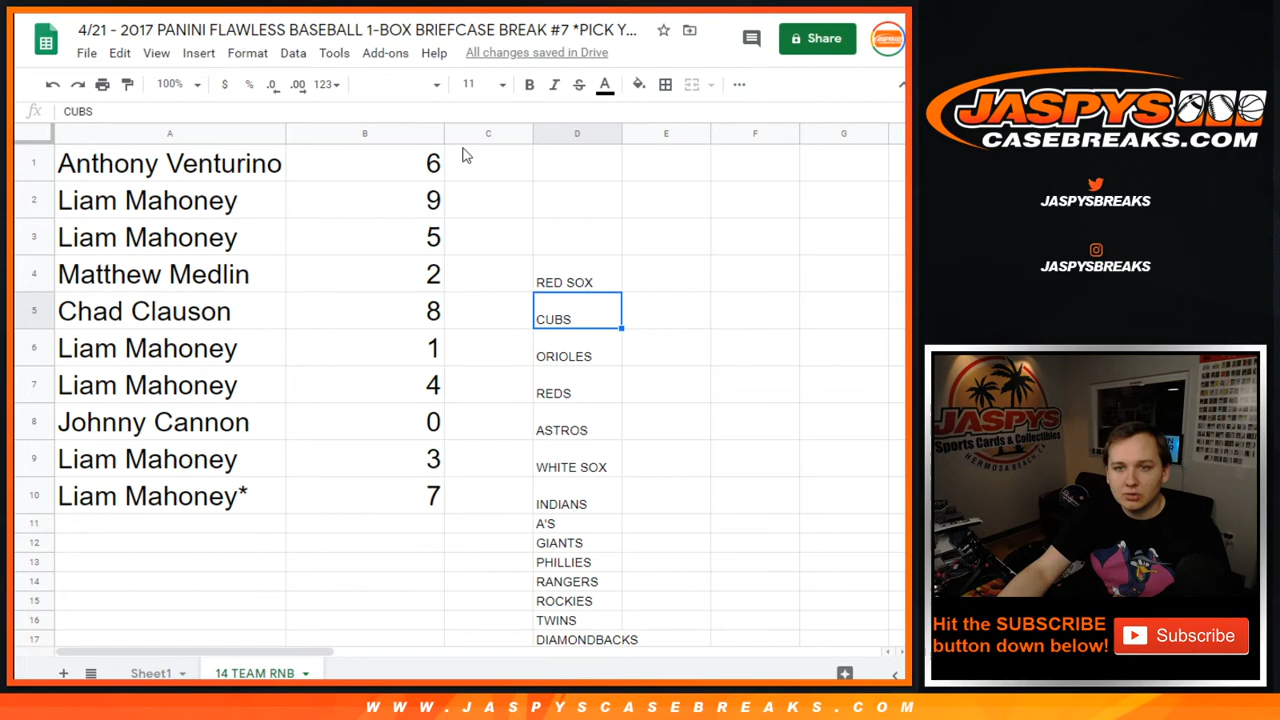 4/21 - 2017 PANINI FLAWLESS BASEBALL 1-BOX BRIEFCASE BREAK #7 *PICK Y...
File Edit View Insert Format Data Tools Add-ons Help All changes saved in Drive
Share
100% $ % .0 .00 123 11 B I S A
fx CUBS
A B C D E F G
1 Anthony Venturino 6
2 Liam Mahoney 9
3 Liam Mahoney 5
4 Matthew Medlin 2 RED SOX
5 Chad Clauson 8 CUBS
6 Liam Mahoney 1 ORIOLES
7 Liam Mahoney 4 REDS
8 Johnny Cannon 0 ASTROS
9 Liam Mahoney 3 WHITE SOX
10 Liam Mahoney* 7 INDIANS
11 A'S
12 GIANTS
13 PHILLIES
14 RANGERS
15 ROCKIES
16 TWINS
17 DIAMONDBACKS
Sheet1 14 TEAM RNB
JASPYS
CASEBREAKS.COM
JASPYSBREAKS
JASPYSBREAKS
JASPYS
Sports Cards & Collectibles
HERMOSA BEACH, CA
Hit the SUBSCRIBE
button down below!
Subscribe
WWW.JASPYSCASEBREAKS.COM